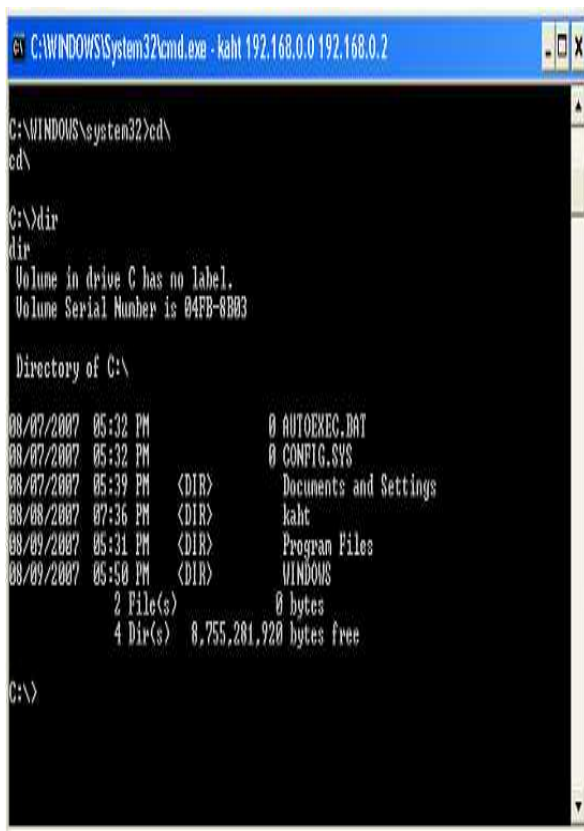 C:\WINDOWS\System32\cmd.exe - kaht 192.168.0.0 192.168.0.2
C:\WINDOWS\system32>cd\
cd\
C:\>dir
dir
Volume in drive C has no label.
Volume Serial Number is 04FB-8B03
Directory of C:\
08/07/2007 05:32 PM 0 AUTOEXEC.BAT
08/07/2007 05:32 PM 0 CONFIG.SYS
08/07/2007 05:39 PM <DIR> Documents and Settings
08/08/2007 07:36 PM <DIR> kaht
08/09/2007 05:31 PM <DIR> Program Files
08/09/2007 05:50 PM <DIR> WINDOWS
2 File(s) 0 bytes
4 Dir(s) 8,755,281,920 bytes free
C:\>